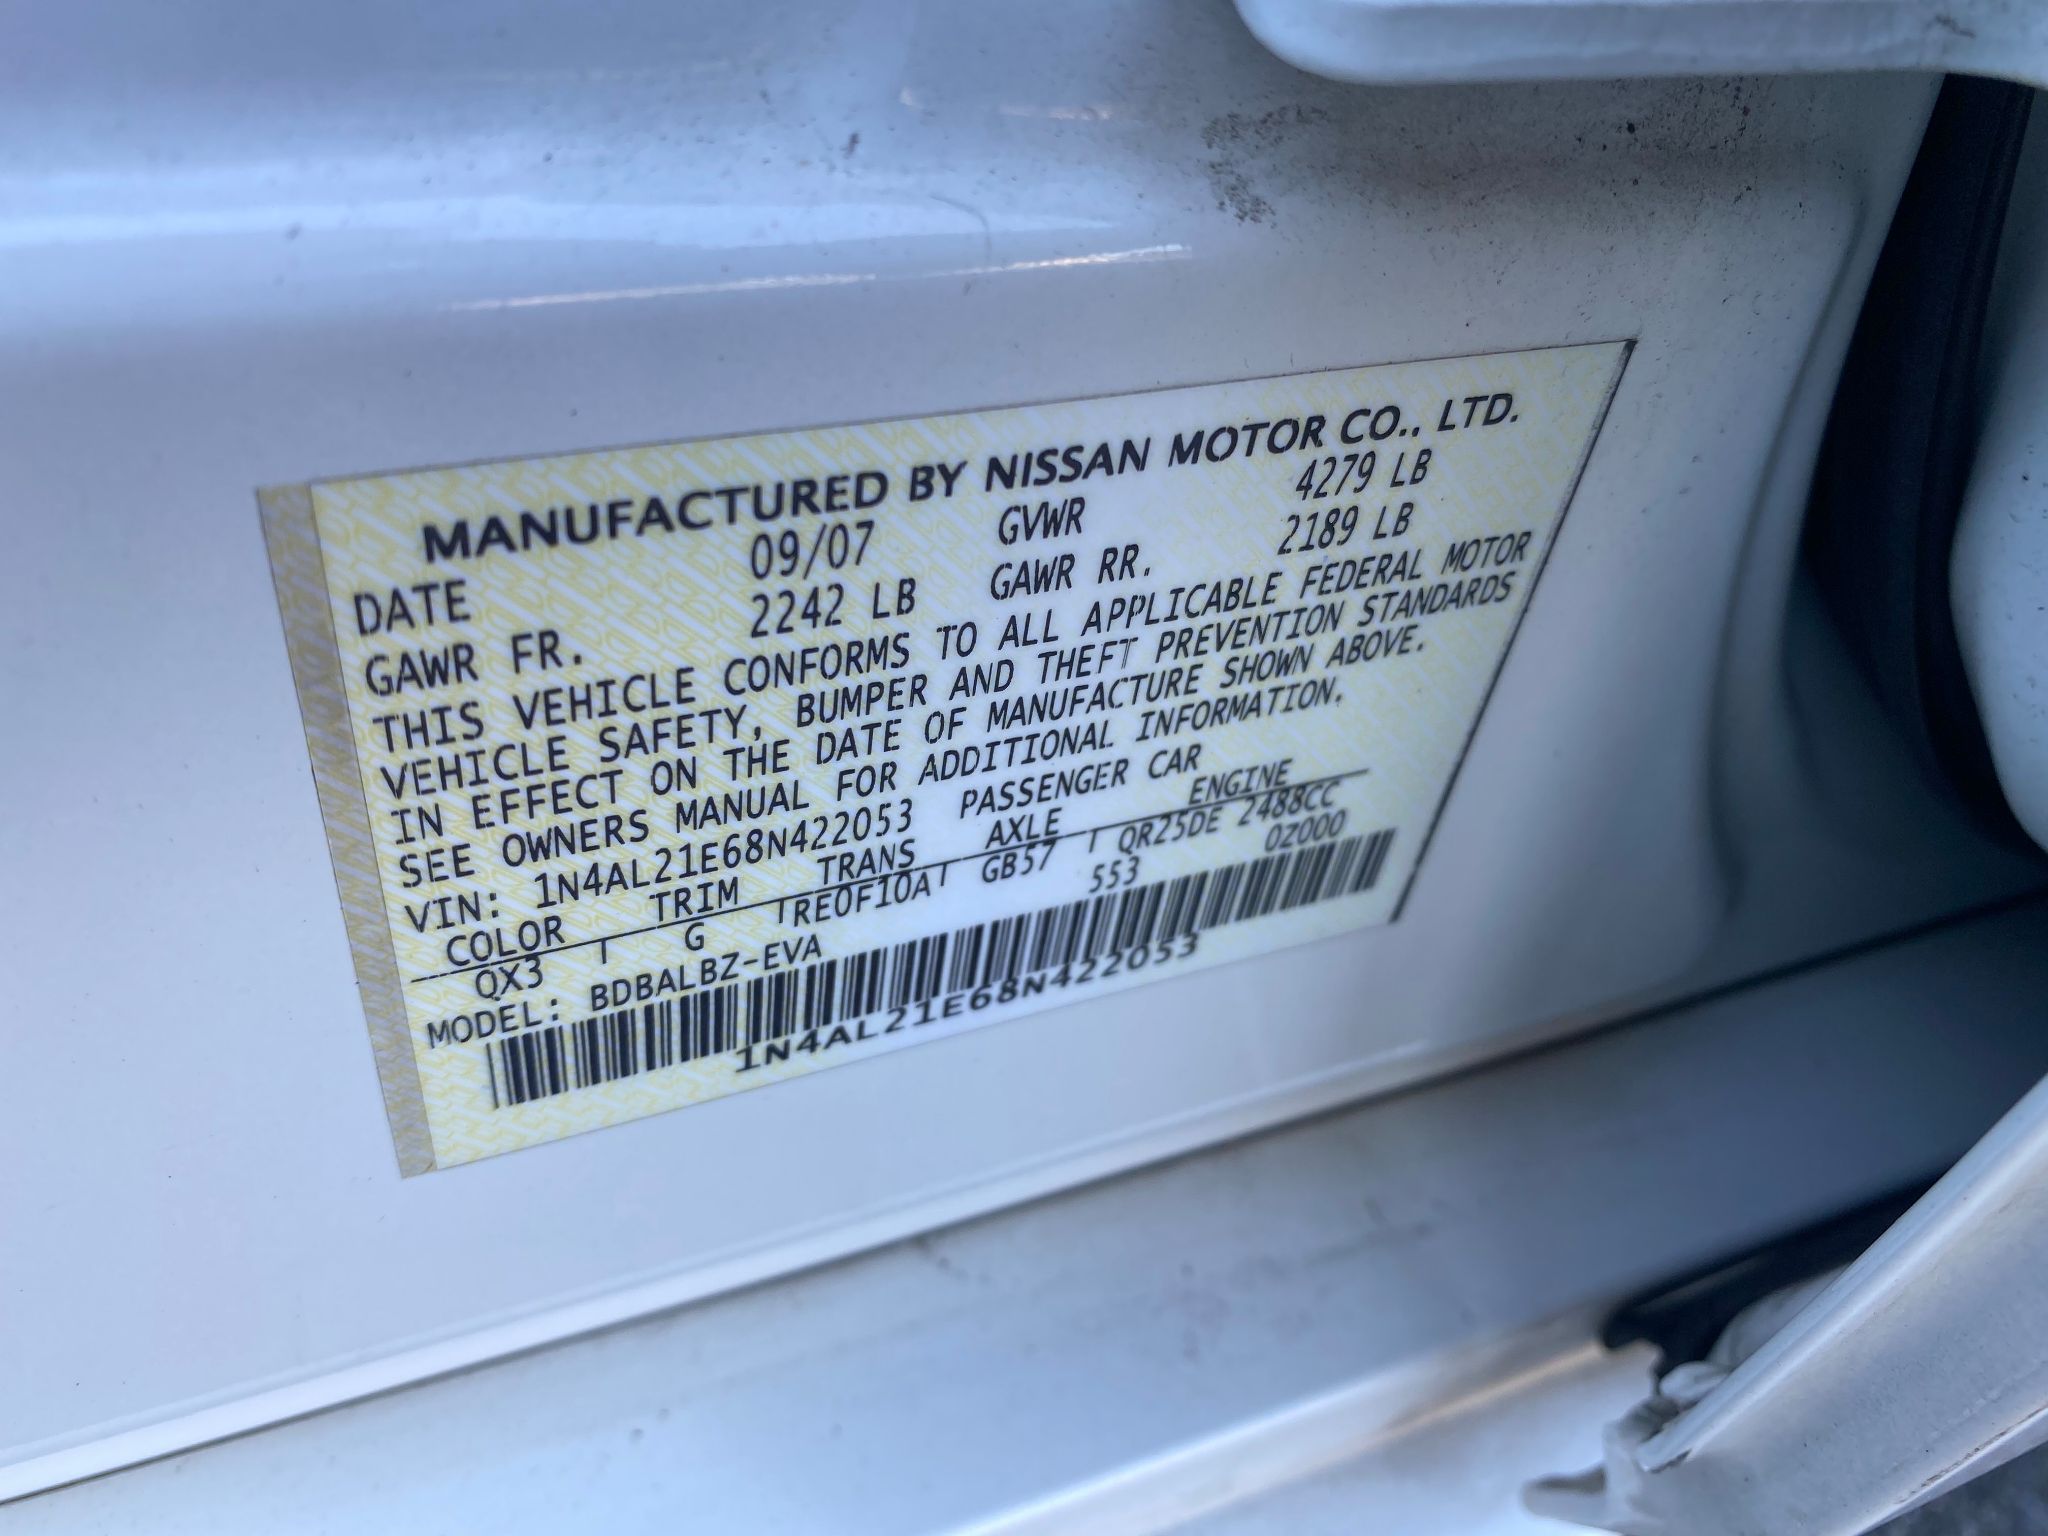 MANUFACTURED BY NISSAN MOTOR CO., LTD.
DATE 09/07 GVWR 4279 LB
GAWR FR. 2242 LB GAWR RR. 2189 LB
THIS VEHICLE CONFORMS TO ALL APPLICABLE FEDERAL MOTOR
VEHICLE SAFETY, BUMPER AND THEFT PREVENTION STANDARDS
IN EFFECT ON THE DATE OF MANUFACTURE SHOWN ABOVE.
SEE OWNERS MANUAL FOR ADDITIONAL INFORMATION.
VIN: 1N4AL21E68N422053 PASSENGER CAR
COLOR TRIM TRANS AXLE ENGINE
QX3 G RE0F10A GB57 QR25DE 2488CC
MODEL: BDBALBZ-EVA 553 0Z000
1N4AL21E68N422053